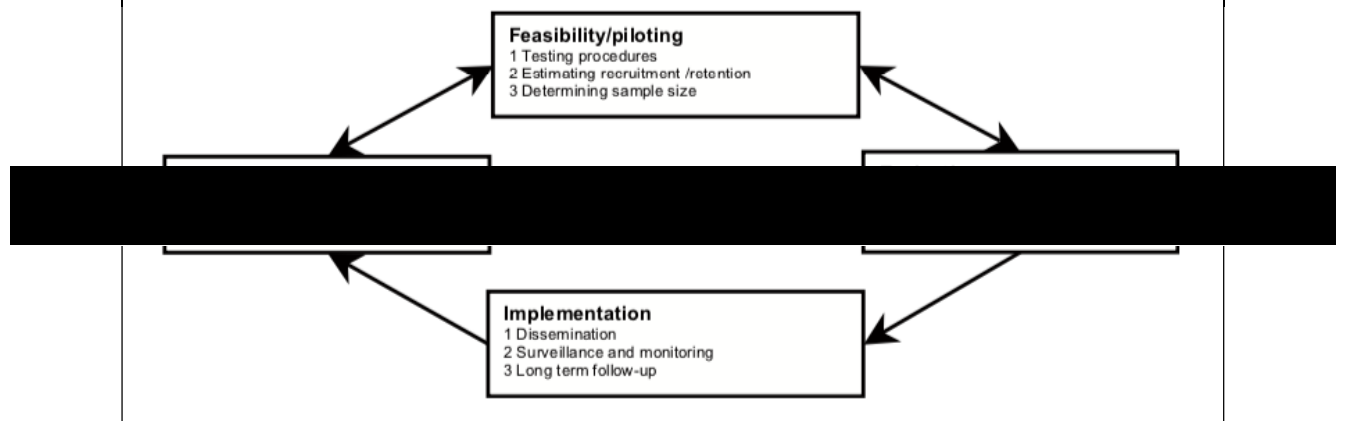 Feasibility/piloting
1 Testing procedures
2 Estimating recruitment /retention
3 Determining sample size
Implementation
1 Dissemination
2 Surveillance and monitoring
3 Long term follow-up